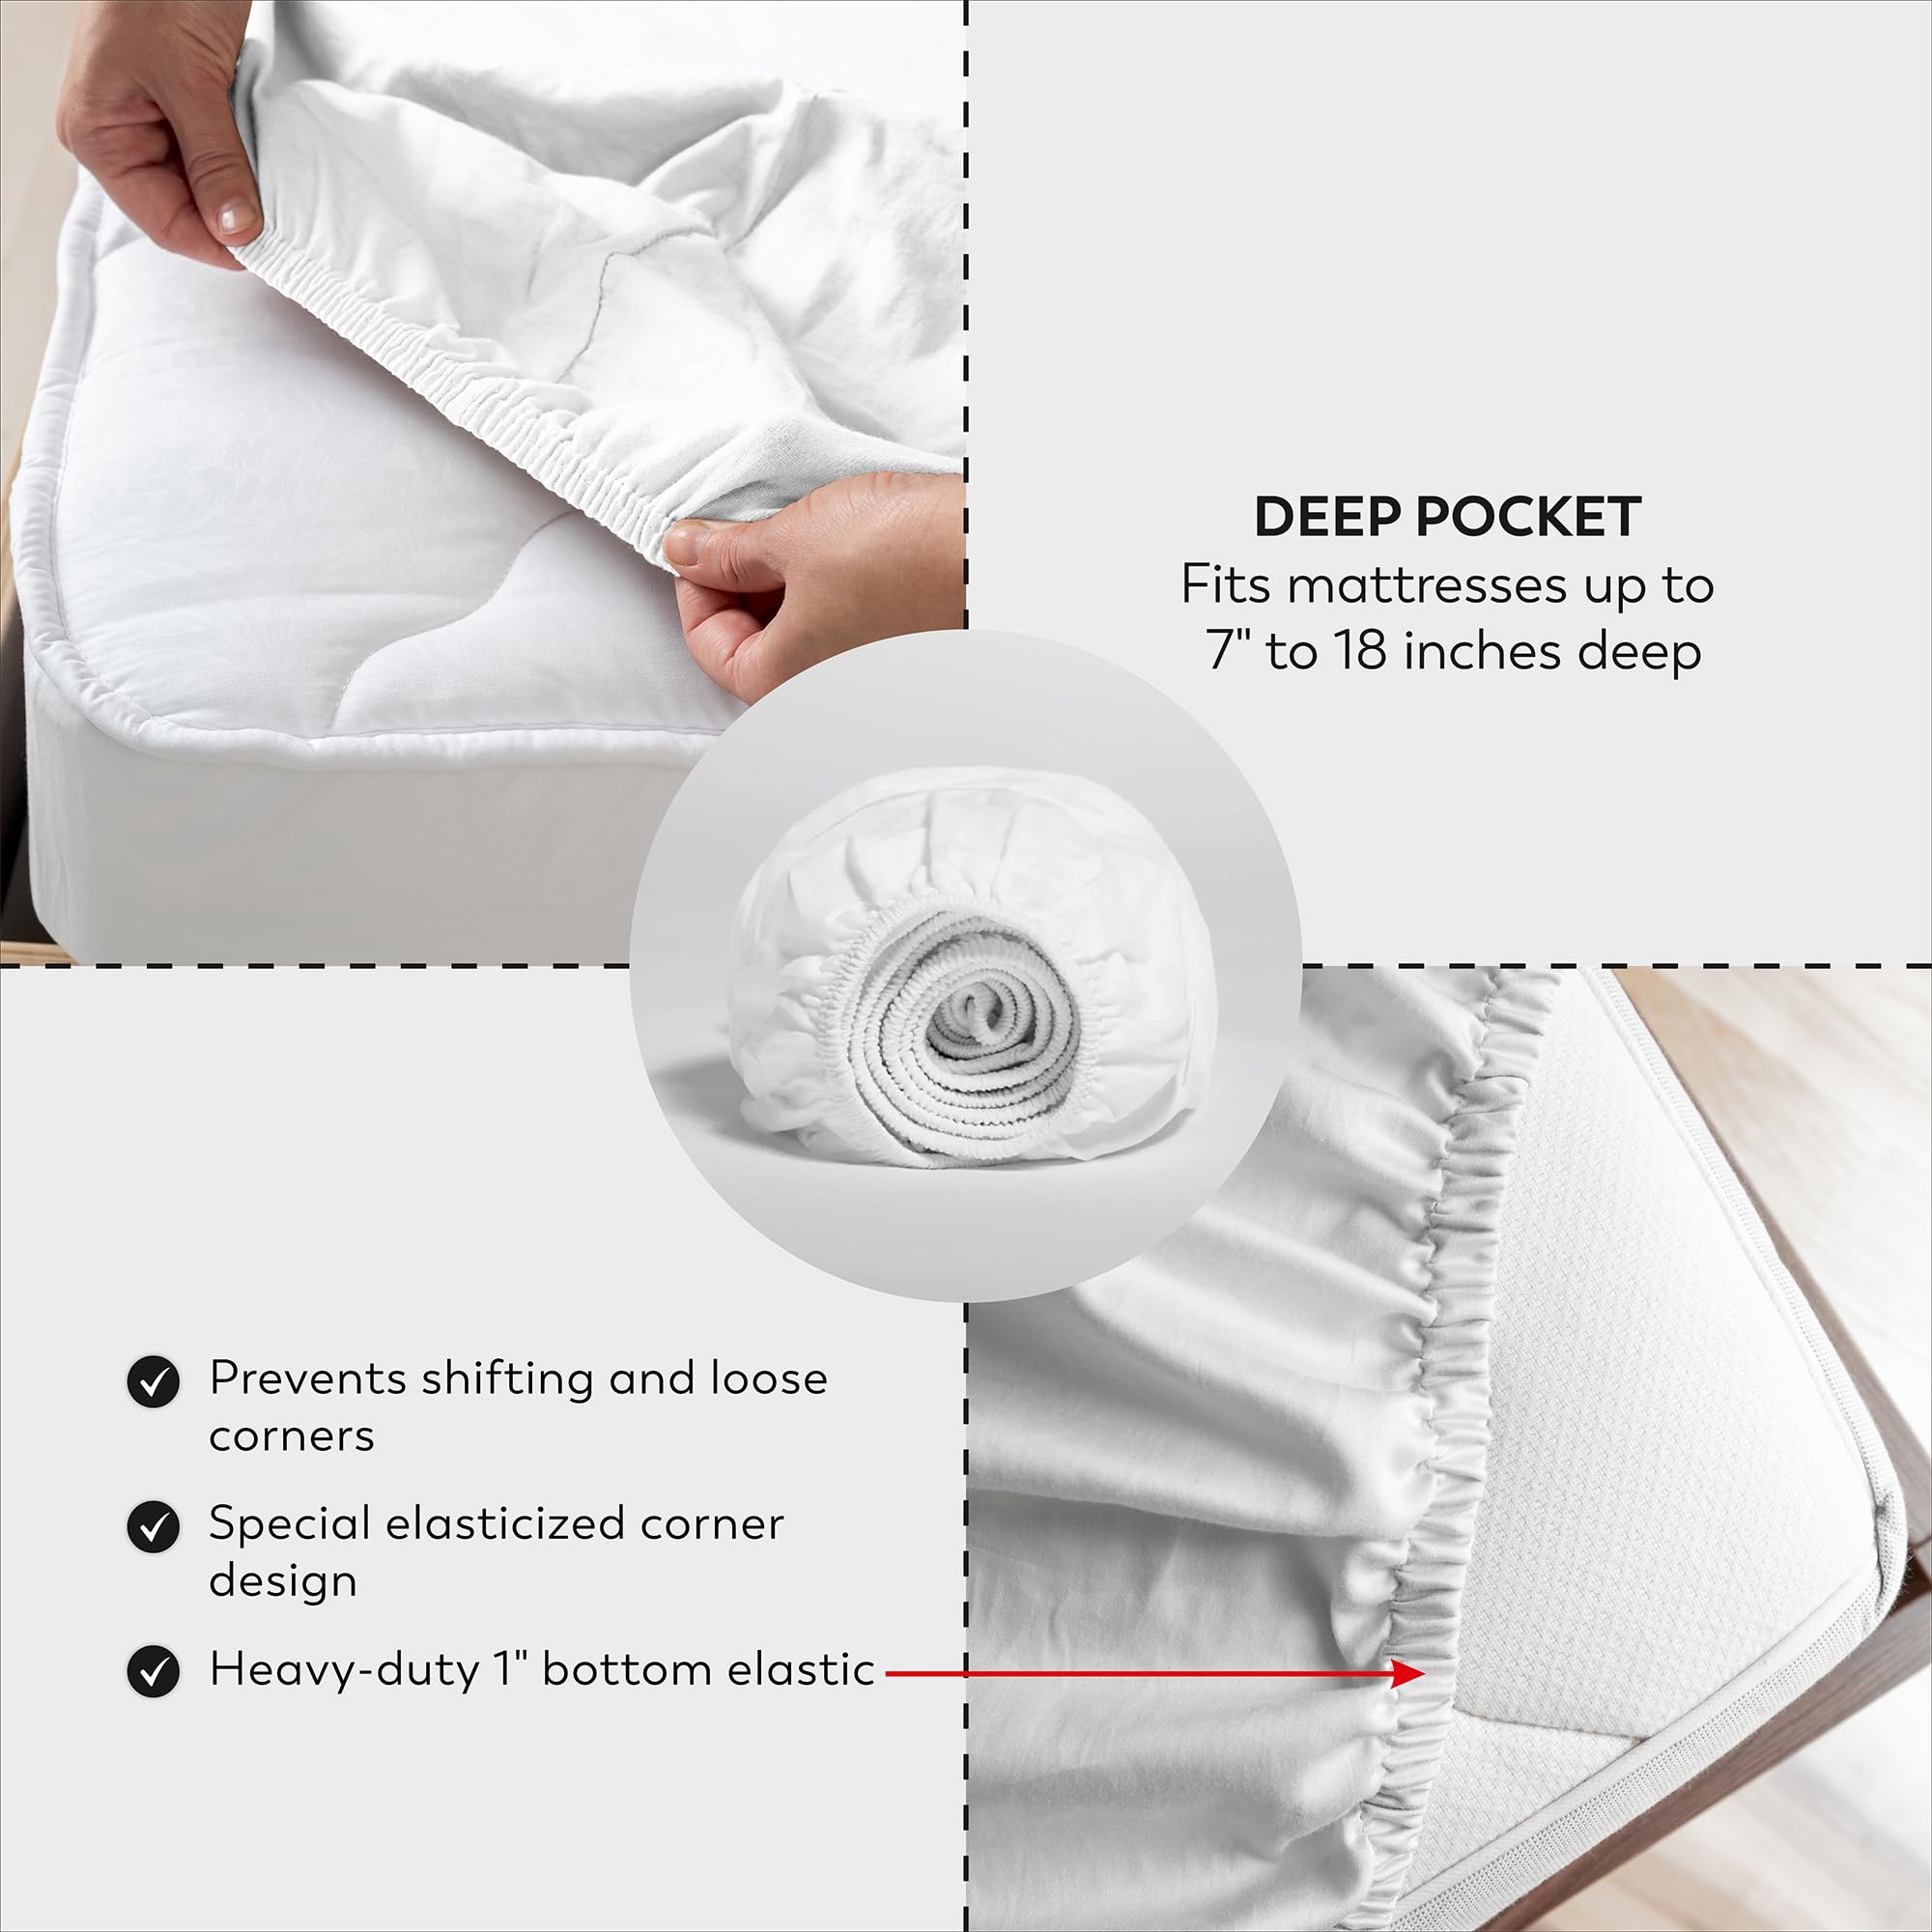 DEEP POCKET
Fits mattresses up to
7" to 18 inches deep
Prevents shifting and loose
corners
Special elasticized corner
design
Heavy-duty 1" bottom elastic